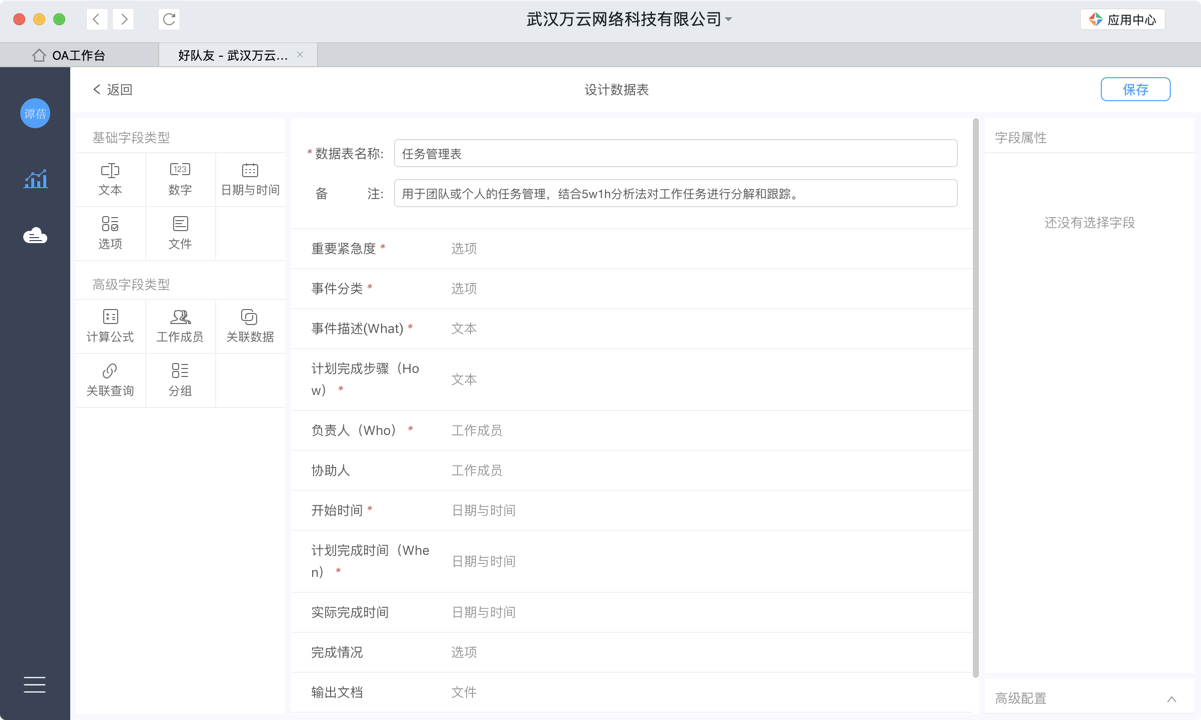 武汉万云网络科技有限公司
应用中心
OA工作台
好队友 - 武汉万云... ×
谭蓓
返回
设计数据表
保存
基础字段类型
文本 数字 日期与时间
选项 文件
高级字段类型
计算公式 工作成员 关联数据
关联查询 分组
*数据表名称: 任务管理表
备 注: 用于团队或个人的任务管理，结合5w1h分析法对工作任务进行分解和跟踪。
重要紧急度 * 选项
事件分类 * 选项
事件描述(What) * 文本
计划完成步骤（Ho
w） * 文本
负责人（Who） * 工作成员
协助人 工作成员
开始时间 * 日期与时间
计划完成时间（Whe
n） * 日期与时间
实际完成时间 日期与时间
完成情况 选项
输出文档 文件
字段属性
还没有选择字段
高级配置